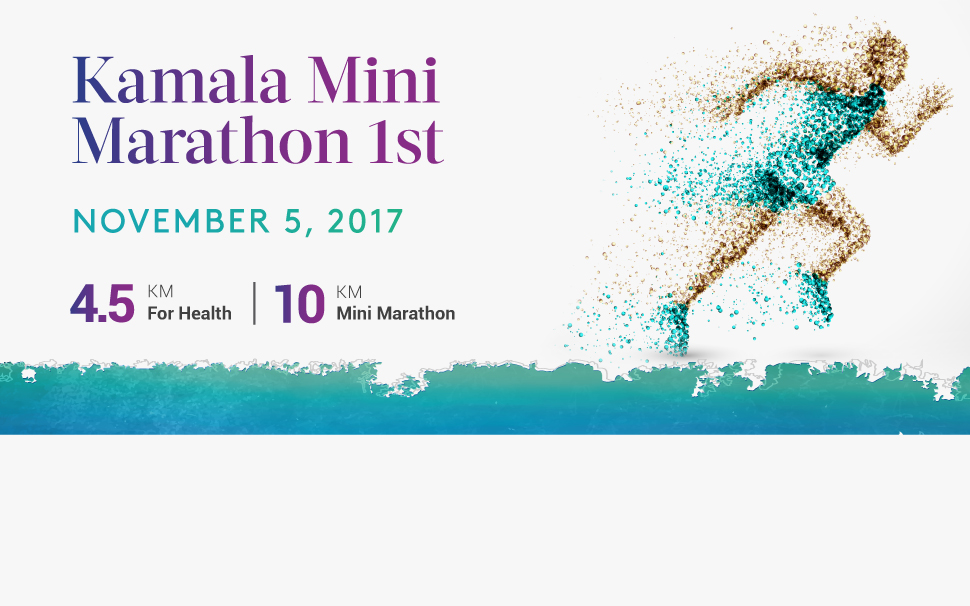 Kamala Mini
Marathon 1st
NOVEMBER 5, 2017
4.5 KM For Health
10 KM Mini Marathon